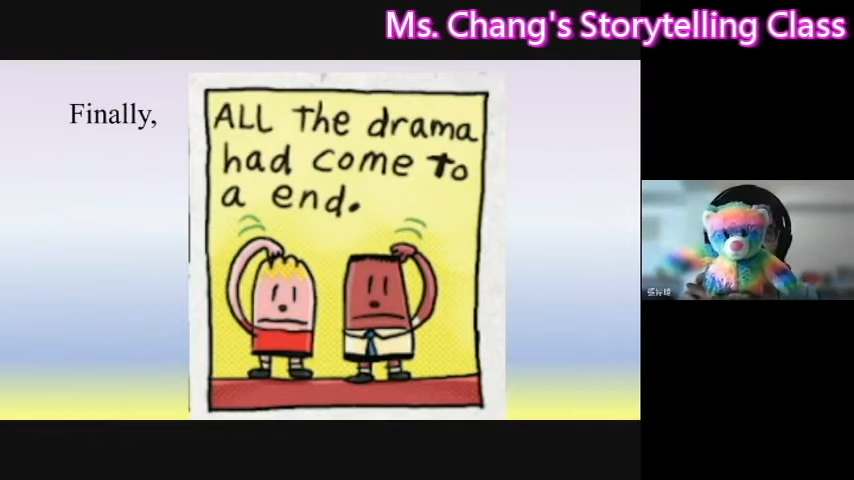 Ms. Chang's Storytelling Class
Finally,
ALL The drama
had come to
a end.